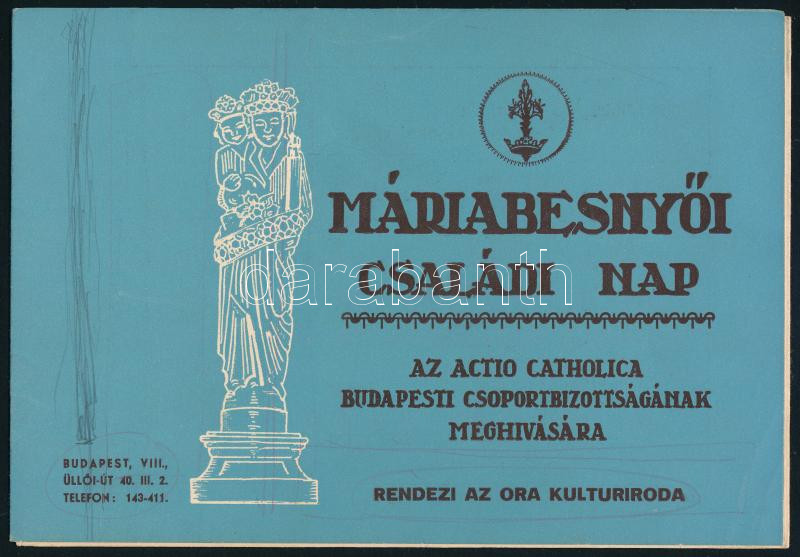 MÁRIABESNYŐI
CSALÁDI NAP
AZ ACTIO CATHOLICA
BUDAPESTI CSOPORTBIZOTTSÁGÁNAK
MEGHIVÁSÁRA
RENDEZI AZ ORA KULTURIRODA
BUDAPEST, VIII.,
ÜLLŐI-ÚT 40. III. 2.
TELEFON: 143-411.
darabanth